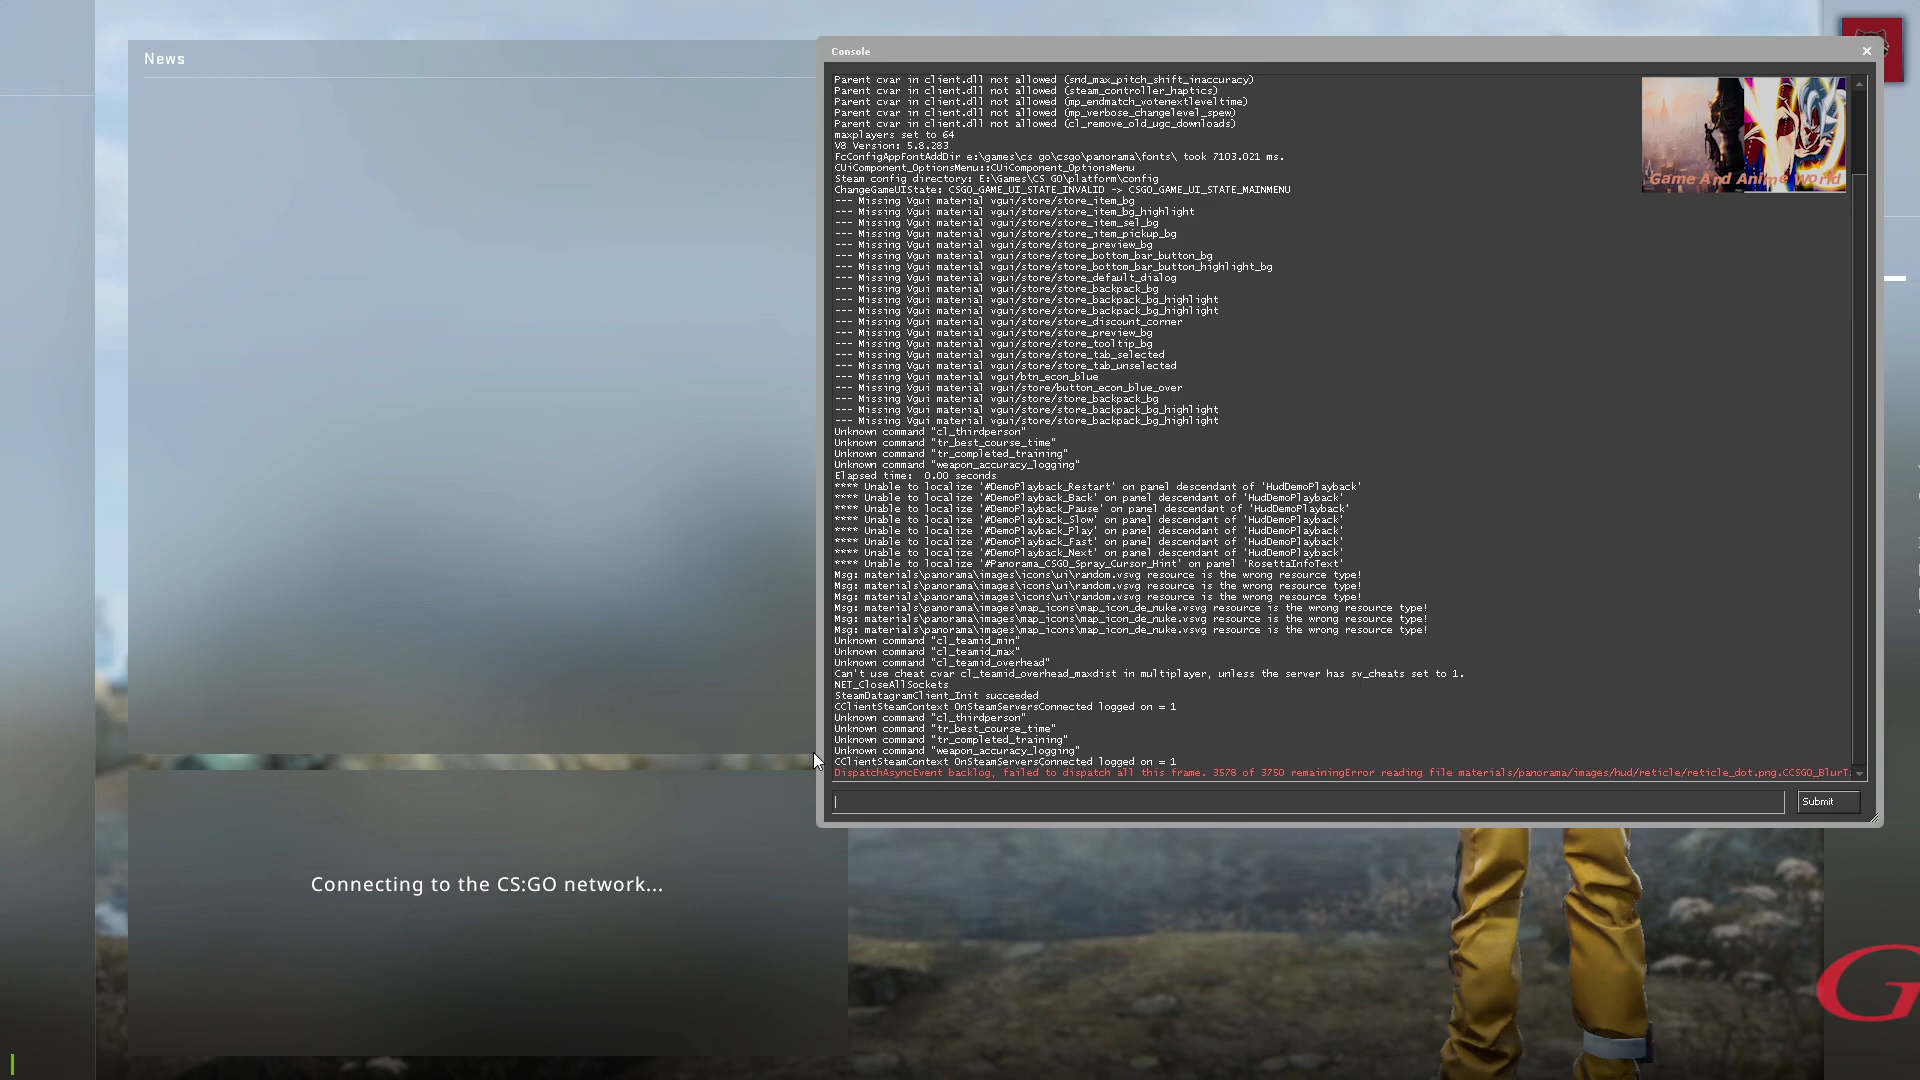 News
Console
Parent cvar in client.dll not allowed (snd_max_pitch_shift_inaccuracy)
Parent cvar in client.dll not allowed (steam_controller_haptics)
Parent cvar in client.dll not allowed (mp_endmatch_votenextleveltime)
Parent cvar in client.dll not allowed (mp_verbose_changelevel_spew)
Parent cvar in client.dll not allowed (cl_remove_old_ugc_downloads)
maxplayers set to 64
V8 Version: 5.8.283
FcConfigAppFontAddDir e:\games\cs go\csgo\panorama\fonts\ took 7103.021 ms.
CUiComponent_OptionsMenu::CUiComponent_OptionsMenu
Steam config directory: E:\Games\CS GO\platform\config
ChangeGameUIState: CSGO_GAME_UI_STATE_INVALID -> CSGO_GAME_UI_STATE_MAINMENU
--- Missing Vgui material vgui/store/store_item_bg
--- Missing Vgui material vgui/store/store_item_bg_highlight
--- Missing Vgui material vgui/store/store_item_sel_bg
--- Missing Vgui material vgui/store/store_item_pickup_bg
--- Missing Vgui material vgui/store/store_preview_bg
--- Missing Vgui material vgui/store/store_bottom_bar_button_bg
--- Missing Vgui material vgui/store/store_bottom_bar_button_highlight_bg
--- Missing Vgui material vgui/store/store_default_dialog
--- Missing Vgui material vgui/store/store_backpack_bg
--- Missing Vgui material vgui/store/store_backpack_bg_highlight
--- Missing Vgui material vgui/store/store_backpack_bg_highlight
--- Missing Vgui material vgui/store/store_discount_corner
--- Missing Vgui material vgui/store/store_preview_bg
--- Missing Vgui material vgui/store/store_tooltip_bg
--- Missing Vgui material vgui/store/store_tab_selected
--- Missing Vgui material vgui/store/store_tab_unselected
--- Missing Vgui material vgui/btn_econ_blue
--- Missing Vgui material vgui/store/button_econ_blue_over
--- Missing Vgui material vgui/store/store_backpack_bg
--- Missing Vgui material vgui/store/store_backpack_bg_highlight
--- Missing Vgui material vgui/store/store_backpack_bg_highlight
Unknown command "cl_thirdperson"
Unknown command "tr_best_course_time"
Unknown command "tr_completed_training"
Unknown command "weapon_accuracy_logging"
Elapsed time:  0.00 seconds
**** Unable to localize '#DemoPlayback_Restart' on panel descendant of 'HudDemoPlayback'
**** Unable to localize '#DemoPlayback_Back' on panel descendant of 'HudDemoPlayback'
**** Unable to localize '#DemoPlayback_Pause' on panel descendant of 'HudDemoPlayback'
**** Unable to localize '#DemoPlayback_Slow' on panel descendant of 'HudDemoPlayback'
**** Unable to localize '#DemoPlayback_Play' on panel descendant of 'HudDemoPlayback'
**** Unable to localize '#DemoPlayback_Fast' on panel descendant of 'HudDemoPlayback'
**** Unable to localize '#DemoPlayback_Next' on panel descendant of 'HudDemoPlayback'
**** Unable to localize '#Panorama_CSGO_Spray_Cursor_Hint' on panel 'RosettaInfoText'
Msg: materials\panorama\images\icons\ui\random.vsvg resource is the wrong resource type!
Msg: materials\panorama\images\icons\ui\random.vsvg resource is the wrong resource type!
Msg: materials\panorama\images\icons\ui\random.vsvg resource is the wrong resource type!
Msg: materials\panorama\images\map_icons\map_icon_de_nuke.vsvg resource is the wrong resource type!
Msg: materials\panorama\images\map_icons\map_icon_de_nuke.vsvg resource is the wrong resource type!
Msg: materials\panorama\images\map_icons\map_icon_de_nuke.vsvg resource is the wrong resource type!
Unknown command "cl_teamid_min"
Unknown command "cl_teamid_max"
Unknown command "cl_teamid_overhead"
Can't use cheat cvar cl_teamid_overhead_maxdist in multiplayer, unless the server has sv_cheats set to 1.
NET_CloseAllSockets
SteamDatagramClient_Init succeeded
CClientSteamContext OnSteamServersConnected logged on = 1
Unknown command "cl_thirdperson"
Unknown command "tr_best_course_time"
Unknown command "tr_completed_training"
Unknown command "weapon_accuracy_logging"
CClientSteamContext OnSteamServersConnected logged on = 1
DispatchAsyncEvent backlog, failed to dispatch all this frame. 3578 of 3750 remainingError reading file materials/panorama/images/hud/reticle/reticle_dot.png.CCSGO_BlurT
Submit
Game And Anime World
Connecting to the CS:GO network...
G